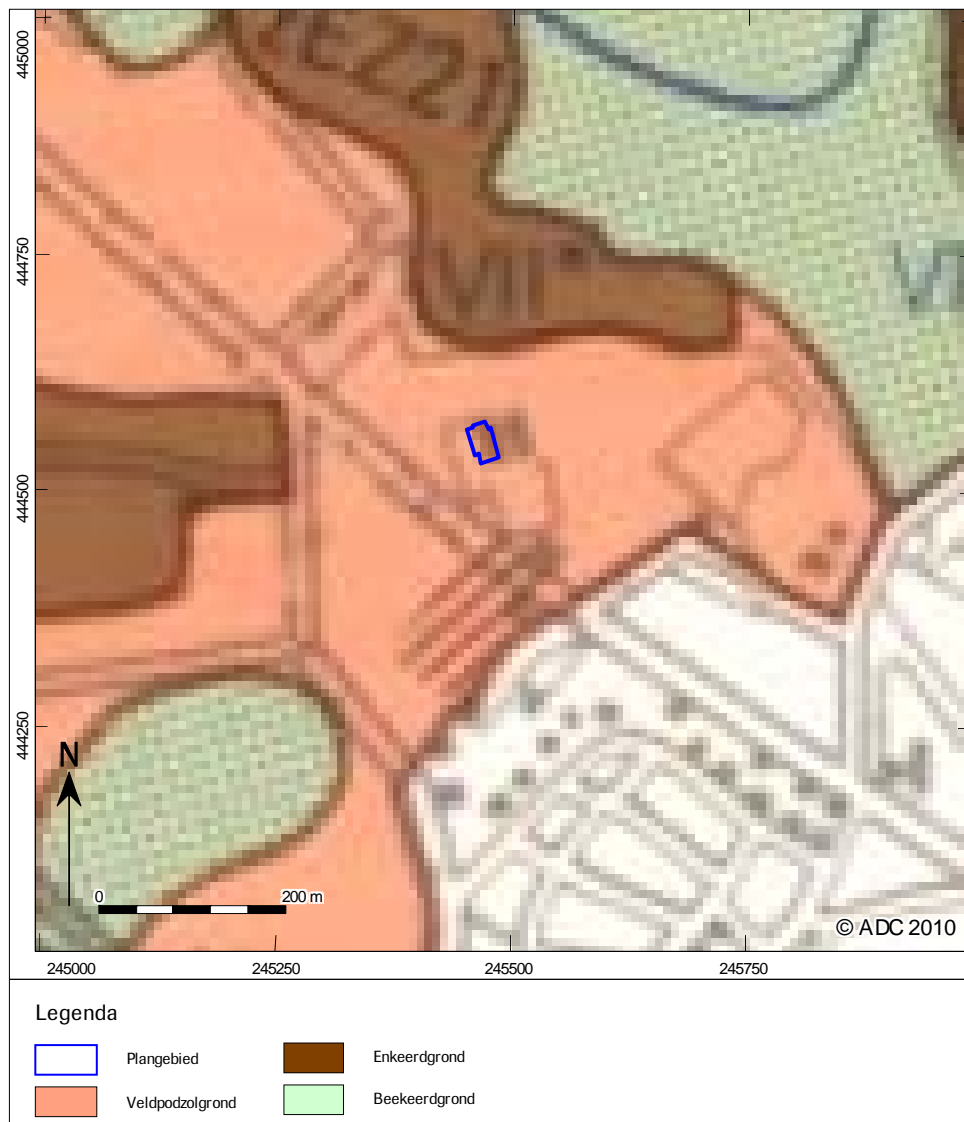 445000
444750
444500
444250
N
0 200 m
© ADC 2010
245000 245250 245500 245750
Legenda
Plangebied Enkeerdgrond
Veldpodzolgrond Beekeerdgrond